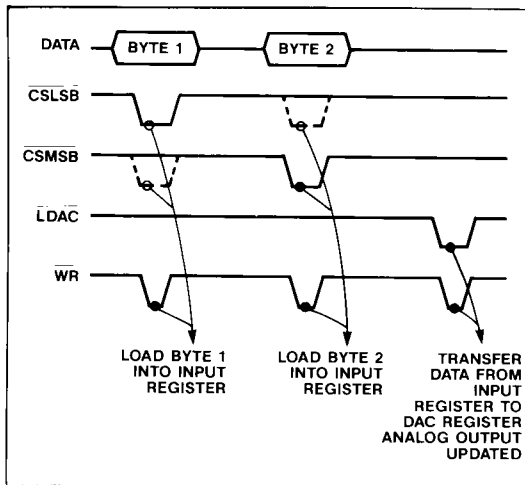 DATA
BYTE 1
BYTE 2
CSLSB
CSMSB
LDAC
WR
LOAD BYTE 1
INTO INPUT
REGISTER
LOAD BYTE 2
INTO INPUT
REGISTER
TRANSFER
DATA FROM
INPUT
REGISTER TO
DAC REGISTER
ANALOG OUTPUT
UPDATED